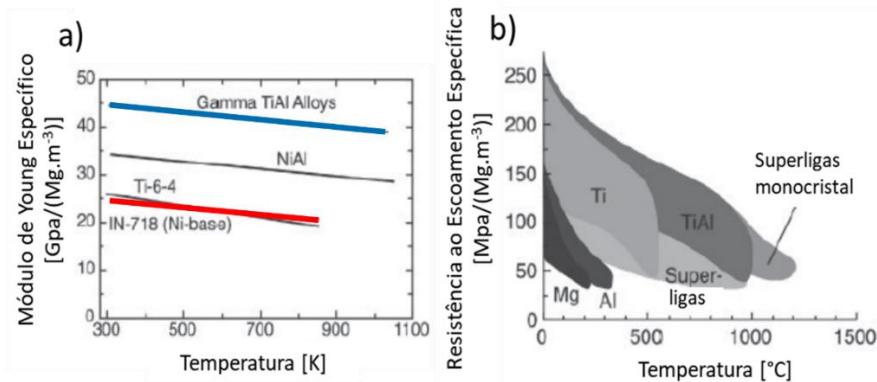 a)
Módulo de Young Específico
[Gpa/(Mg.m⁻³)]
50
40
30
20
10
0
Gamma TiAl Alloys
NiAl
Ti-6-4
IN-718 (Ni-base)
300
500
700
900
1100
Temperatura [K]
b)
Resistência ao Escoamento Específica
[Mpa/(Mg.m⁻³)]
250
200
150
100
50
0
Superligas
monocristal
Ti
TiAl
Super-
ligas
Mg
Al
0
500
1000
1500
Temperatura [°C]